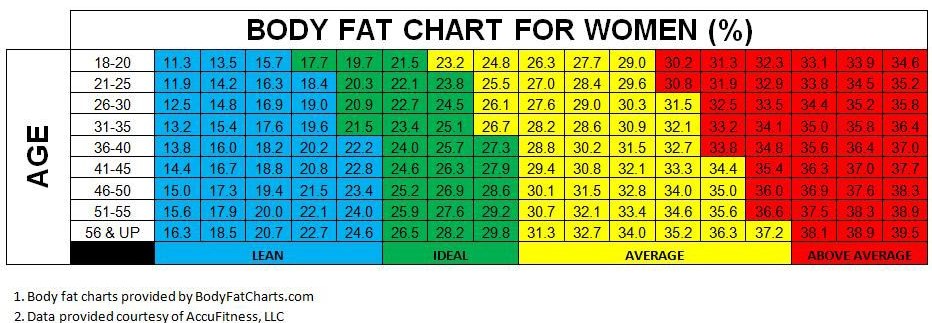 BODY FAT CHART FOR WOMEN (%)
AGE
18-20 11.3 13.5 15.7 17.7 19.7 21.5 23.2 24.8 26.3 27.7 29.0 30.2 31.3 32.3 33.1 33.9 34.6
21-25 11.9 14.2 16.3 18.4 20.3 22.1 23.8 25.5 27.0 28.4 29.6 30.8 31.9 32.9 33.8 34.5 35.2
26-30 12.5 14.8 16.9 19.0 20.9 22.7 24.5 26.1 27.6 29.0 30.3 31.5 32.5 33.5 34.4 35.2 35.8
31-35 13.2 15.4 17.6 19.6 21.5 23.4 25.1 26.7 28.2 28.6 30.9 32.1 33.2 34.1 35.0 35.8 36.4
36-40 13.8 16.0 18.2 20.2 22.2 24.0 25.7 27.3 28.8 30.2 31.5 32.7 33.8 34.8 35.6 36.4 37.0
41-45 14.4 16.7 18.8 20.8 22.8 24.6 26.3 27.9 29.4 30.8 32.1 33.3 34.4 35.4 36.3 37.0 37.7
46-50 15.0 17.3 19.4 21.5 23.4 25.2 26.9 28.6 30.1 31.5 32.8 34.0 35.0 36.0 36.9 37.6 38.3
51-55 15.6 17.9 20.0 22.1 24.0 25.9 27.6 29.2 30.7 32.1 33.4 34.6 35.6 36.6 37.5 38.3 38.9
56 & UP 16.3 18.5 20.7 22.7 24.6 26.5 28.2 29.8 31.3 32.7 34.0 35.2 36.3 37.2 38.1 38.9 39.5
LEAN IDEAL AVERAGE ABOVE AVERAGE
1. Body fat charts provided by BodyFatCharts.com
2. Data provided courtesy of AccuFitness, LLC